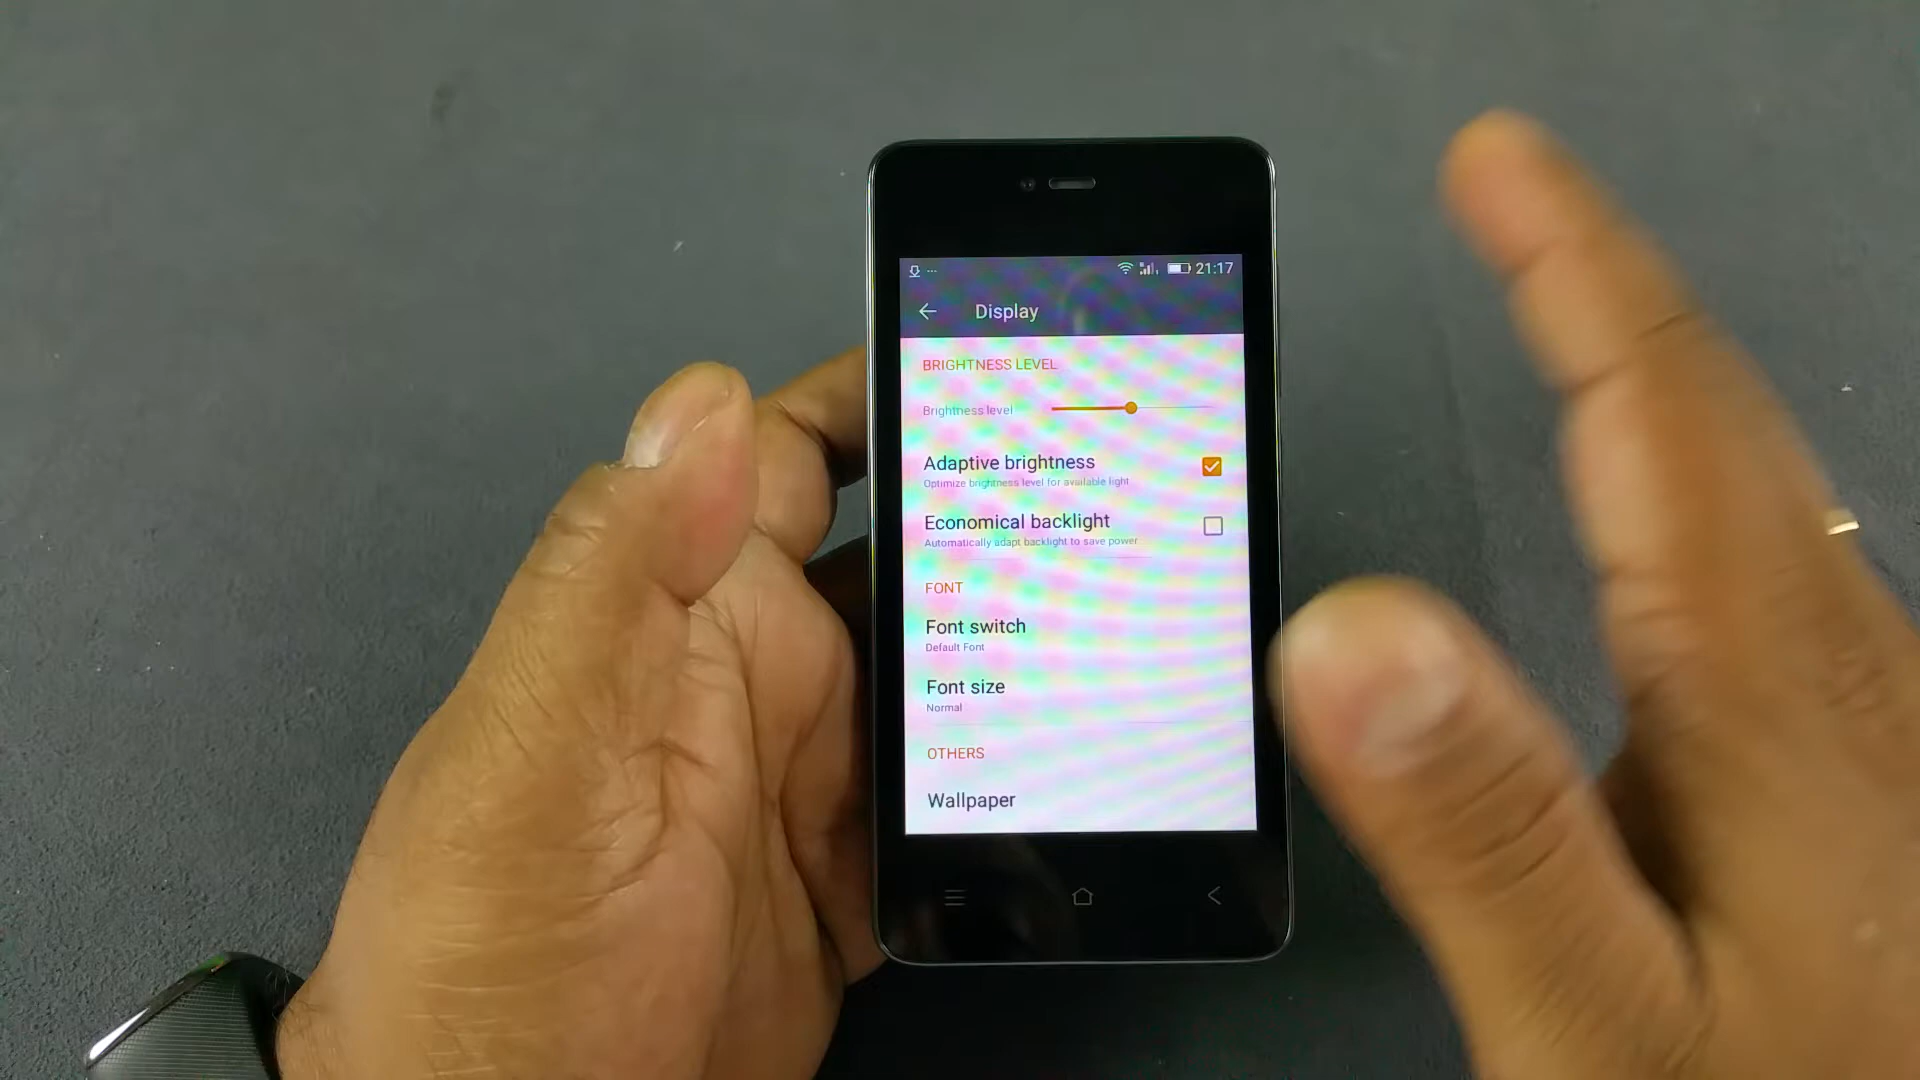 21:17
Display
BRIGHTNESS LEVEL
Brightness level
Adaptive brightness
Optimize brightness level for available light
Economical backlight
Automatically adapt backlight to save power
FONT
Font switch
Default Font
Font size
Normal
OTHERS
Wallpaper